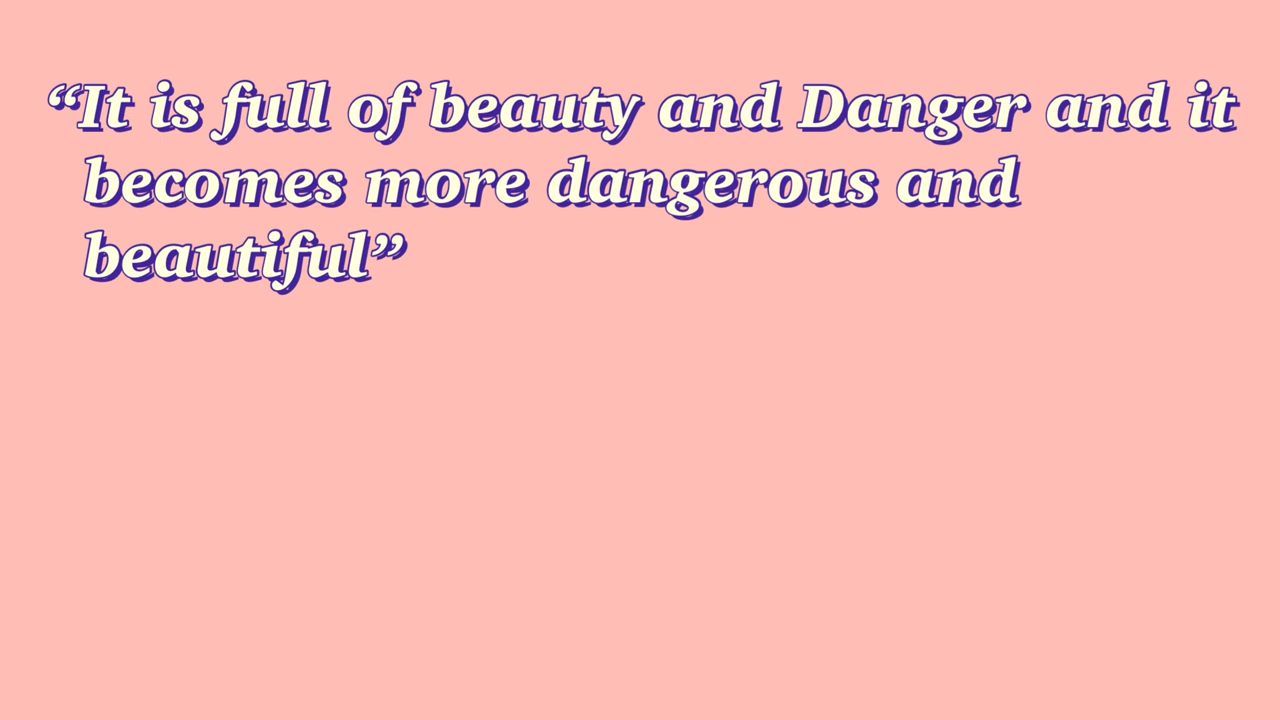 “It is full of beauty and Danger and it
becomes more dangerous and
beautiful”